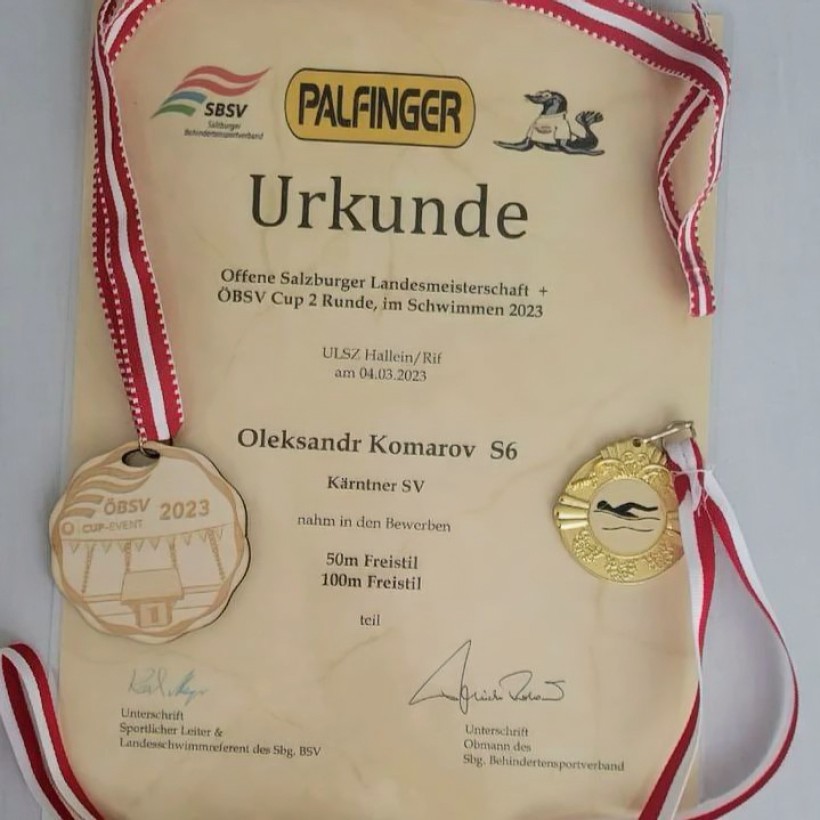 SBSV
Salzburger
Behindertensportverband
PALFINGER
Urkunde
Offene Salzburger Landesmeisterschaft +
ÖBSV Cup 2 Runde, im Schwimmen 2023
ULSZ Hallein/Rif
am 04.03.2023
Oleksandr Komarov S6
Kärntner SV
nahm in den Bewerben
50m Freistil
100m Freistil
teil
ÖBSV 2023
CUP-EVENT
Unterschrift
Sportlicher Leiter &
Landesschwimmreferent des Sbg. BSV
Unterschrift
Obmann des
Sbg. Behindertensportverband